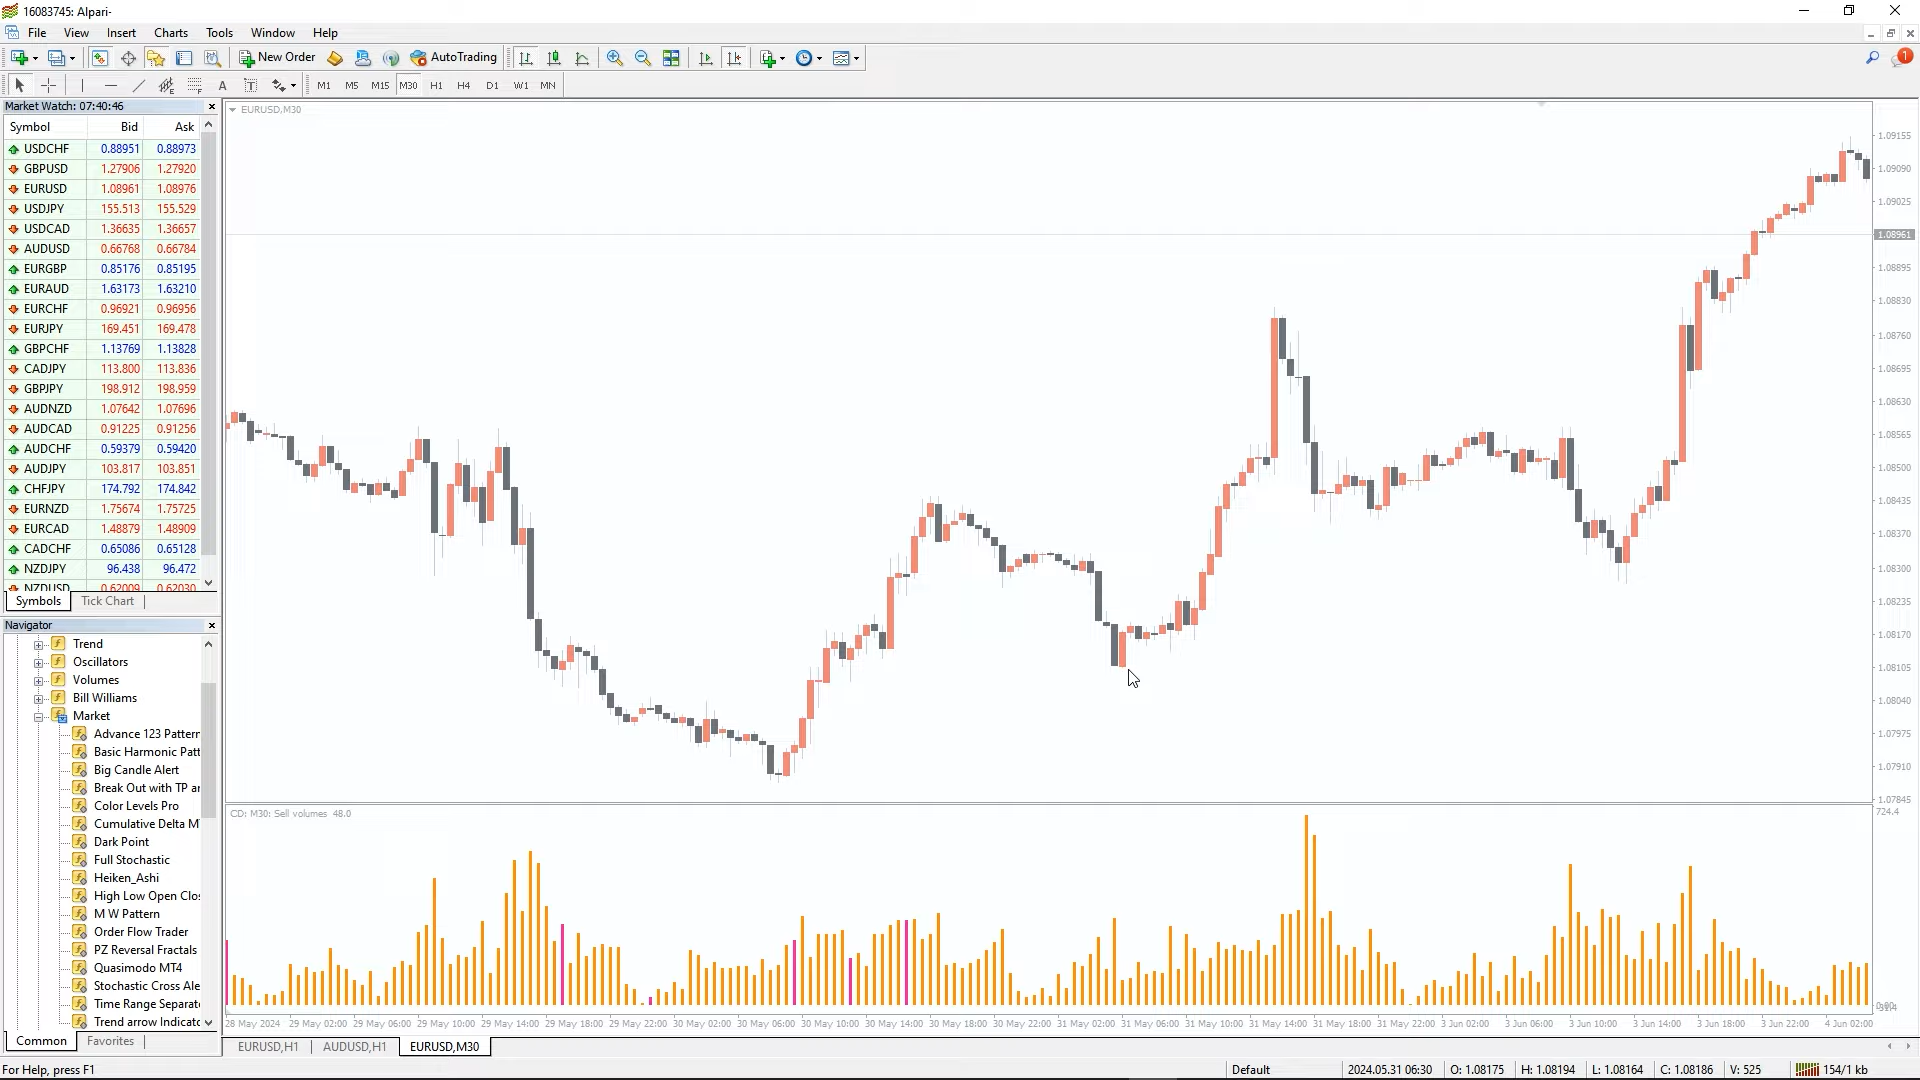 16083745: Alpari-
File View Insert Charts Tools Window Help
New Order AutoTrading 1
A T M1 M5 M15 M30 H1 H4 D1 W1 MN
Market Watch: 07:40:46
Symbol Bid Ask
USDCHF 0.88951 0.88973
GBPUSD 1.27906 1.27920
EURUSD 1.08961 1.08976
USDJPY 155.513 155.529
USDCAD 1.36635 1.36657
AUDUSD 0.66768 0.66784
EURGBP 0.85176 0.85195
EURAUD 1.63173 1.63210
EURCHF 0.96921 0.96956
EURJPY 169.451 169.478
GBPCHF 1.13769 1.13828
CADJPY 113.800 113.836
GBPJPY 198.912 198.959
AUDNZD 1.07642 1.07696
AUDCAD 0.91225 0.91256
AUDCHF 0.59379 0.59420
AUDJPY 103.817 103.851
CHFJPY 174.792 174.842
EURNZD 1.75674 1.75725
EURCAD 1.48879 1.48909
CADCHF 0.65086 0.65128
NZDJPY 96.438 96.472
NZDUSD 0.62009 0.62030
Symbols Tick Chart
Navigator
Trend
Oscillators
Volumes
Bill Williams
Market
Advance 123 Pattern
Basic Harmonic Patt
Big Candle Alert
Break Out with TP ar
Color Levels Pro
Cumulative Delta M
Dark Point
Full Stochastic
Heiken_Ashi
High Low Open Clo
M W Pattern
Order Flow Trader
PZ Reversal Fractals
Quasimodo MT4
Stochastic Cross Ale
Time Range Separat
Trend arrow Indicat
Common Favorites
EURUSD,M30
1.09155
1.09090
1.09025
1.08961
1.08895
1.08830
1.08760
1.08695
1.08630
1.08565
1.08500
1.08435
1.08370
1.08300
1.08235
1.08170
1.08105
1.08040
1.07975
1.07910
1.07845
CD: M30: Sell volumes 48.0
724.4
28 May 2024 29 May 02:00 29 May 06:00 29 May 10:00 29 May 14:00 29 May 18:00 29 May 22:00 30 May 02:00 30 May 06:00 30 May 10:00 30 May 14:00 30 May 18:00 30 May 22:00 31 May 02:00 31 May 06:00 31 May 10:00 31 May 14:00 31 May 18:00 31 May 22:00 3 Jun 02:00 3 Jun 06:00 3 Jun 10:00 3 Jun 14:00 3 Jun 18:00 3 Jun 22:00 4 Jun 02:00
EURUSD,H1 AUDUSD,H1 EURUSD,M30
For Help, press F1 Default 2024.05.31 06:30 O: 1.08175 H: 1.08194 L: 1.08164 C: 1.08186 V: 525 154/1 kb